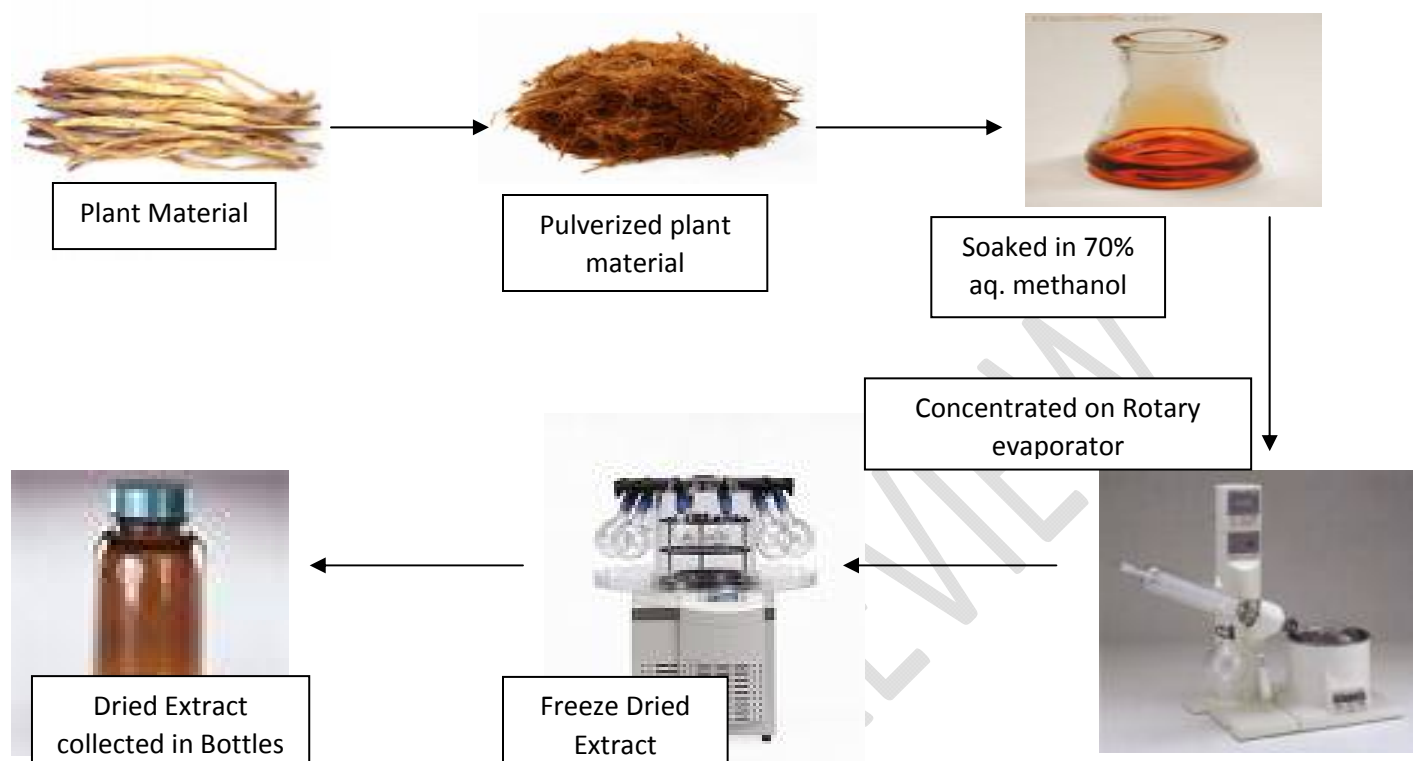 Plant Material
Pulverized plant
material
Soaked in 70%
aq. methanol
Concentrated on Rotary
evaporator
Freeze Dried
Extract
Dried Extract
collected in Bottles